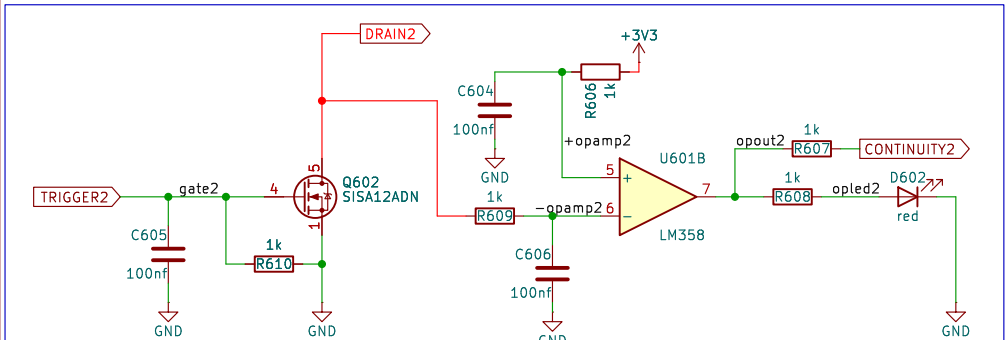 DRAIN2
+3V3
C604
100nf
R606
1k
GND
+opamp2
U601B
opout2
1k
R607
CONTINUITY2
5
7
6
+
−
LM358
TRIGGER2
gate2
4
5
1
Q602
SISA12ADN
1k
R609
-opamp2
1k
R608
opled2
D602
red
C605
100nf
1k
R610
C606
100nf
GND
GND
GND
GND